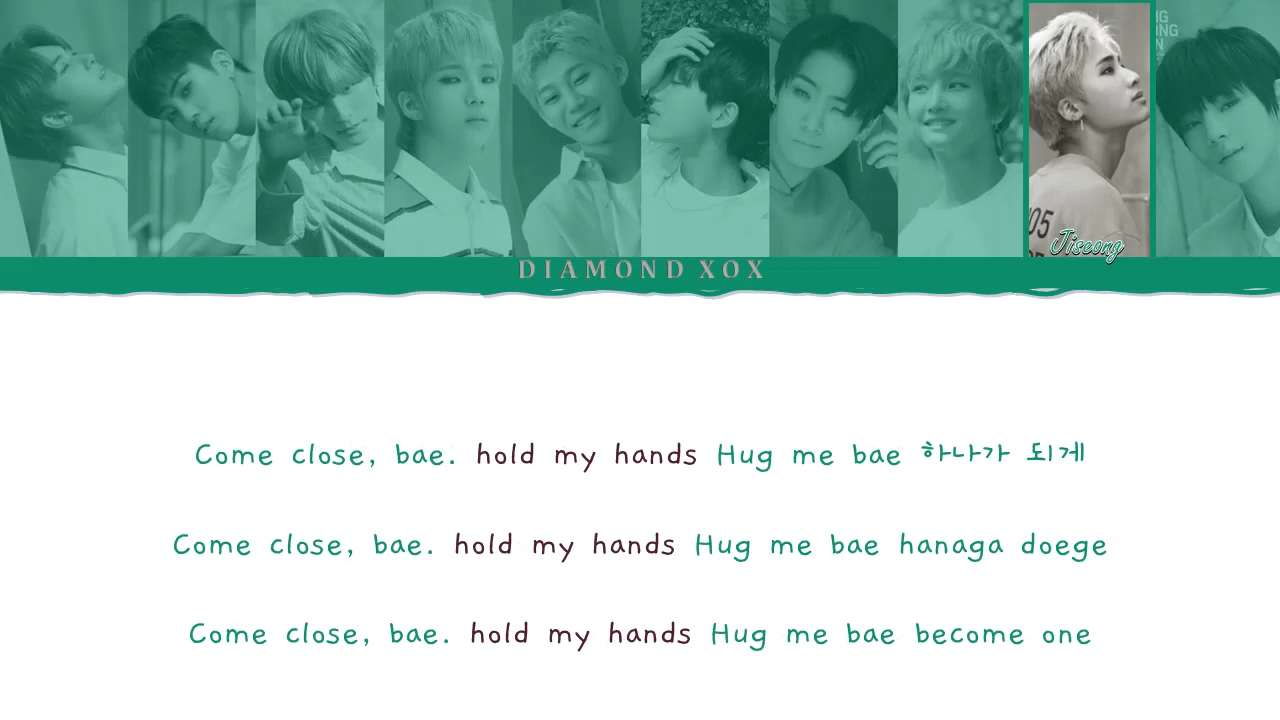 05
Jiseong
DIAMOND XOX
Come close, bae. hold my hands Hug me bae 하나가 되게
Come close, bae. hold my hands Hug me bae hanaga doege
Come close, bae. hold my hands Hug me bae become one